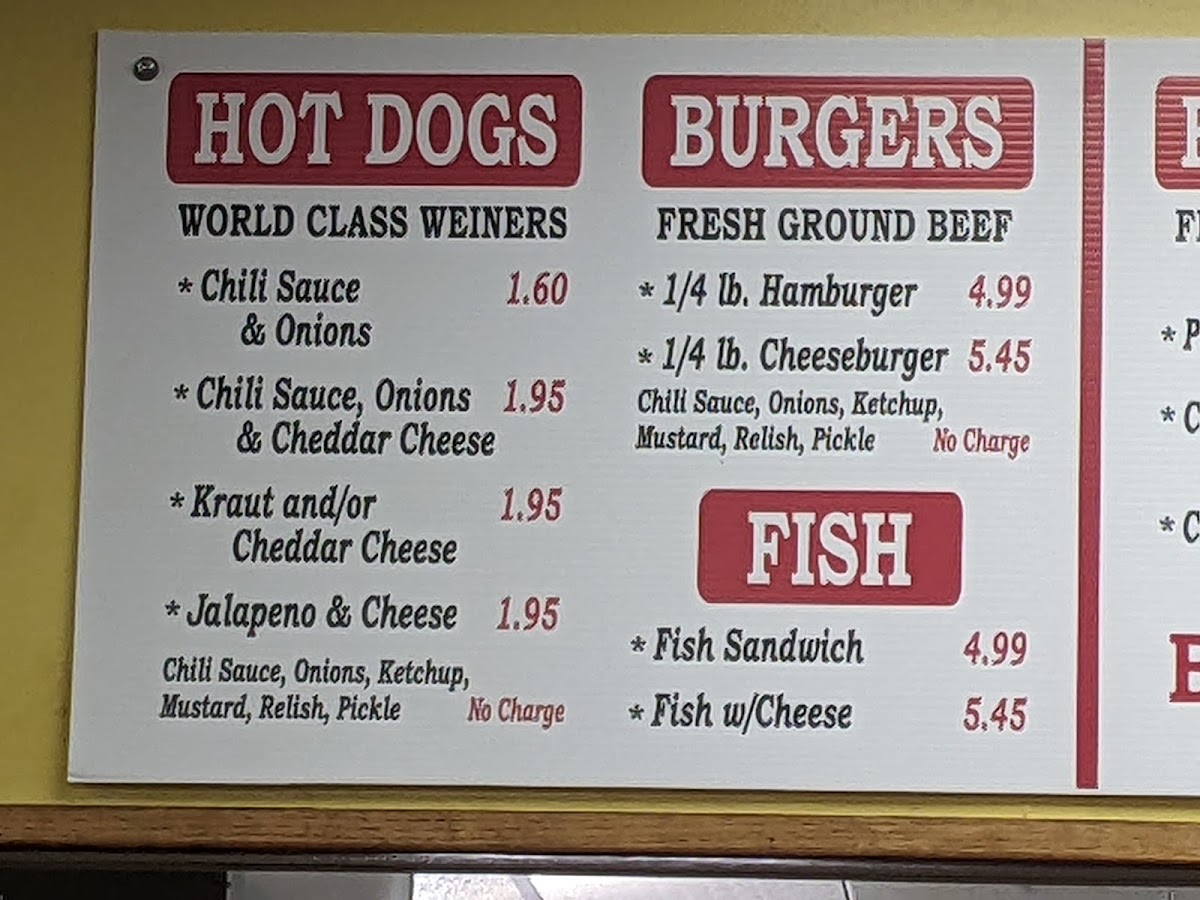 HOT DOGS
WORLD CLASS WEINERS
* Chili Sauce 1.60
& Onions
* Chili Sauce, Onions 1.95
& Cheddar Cheese
* Kraut and/or 1.95
Cheddar Cheese
* Jalapeno & Cheese 1.95
Chili Sauce, Onions, Ketchup,
Mustard, Relish, Pickle No Charge
BURGERS
FRESH GROUND BEEF
* 1/4 lb. Hamburger 4.99
* 1/4 lb. Cheeseburger 5.45
Chili Sauce, Onions, Ketchup,
Mustard, Relish, Pickle No Charge
FISH
* Fish Sandwich 4.99
* Fish w/Cheese 5.45